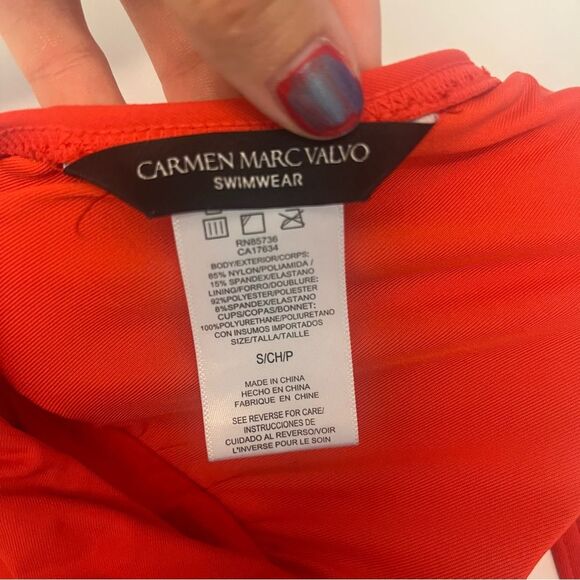 CARMEN MARC VALVO
SWIMWEAR
RN85736
CA17634
BODY/EXTERIOR/CORPS:
85% NYLON/POLIAMIDA/
15% SPANDEX/ELASTANO
LINING/FORRO/DOUBLURE:
92%POLYESTER/POLIESTER
8%SPANDEX/ELASTANO
CUPS/COPAS/BONNET:
100%POLYURETHANE/POLIURETANO
CON INSUMOS IMPORTADOS
SIZE/TALLA/TAILLE
S/CH/P
MADE IN CHINA
HECHO EN CHINA
FABRIQUE EN CHINE
SEE REVERSE FOR CARE/
INSTRUCCIONES DE
CUIDADO AL REVERSO/VOIR
L'INVERSE POUR LE SOIN